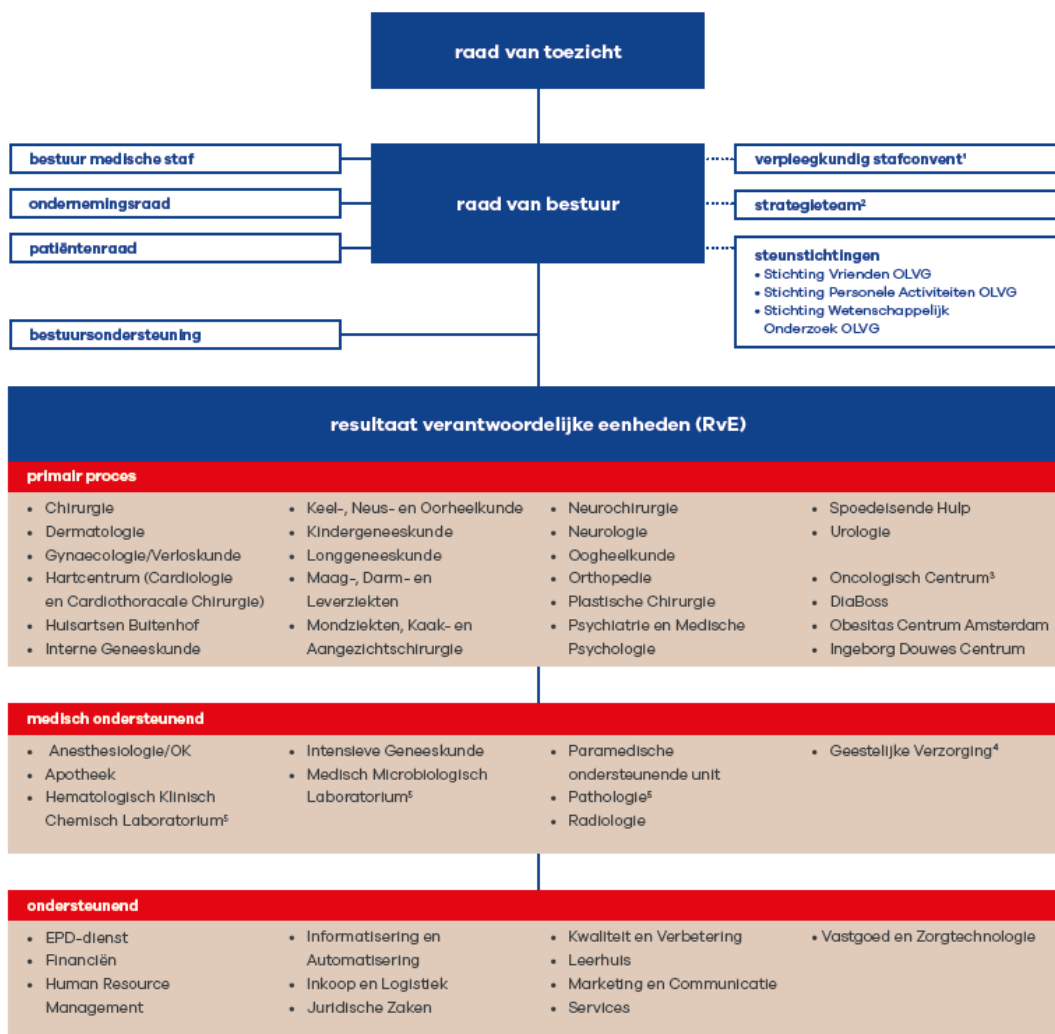 raad van toezicht
bestuur medische staf
ondernemingsraad
patiëntenraad
bestuursondersteuning
raad van bestuur
verpleegkundig stafconvent¹
strategieteam²
steunstichtingen
• Stichting Vrienden OLVG
• Stichting Personele Activiteiten OLVG
• Stichting Wetenschappelijk
Onderzoek OLVG
resultaat verantwoordelijke eenheden (RvE)
primair proces
• Chirurgie
• Dermatologie
• Gynaecologie/Verloskunde
• Hartcentrum (Cardiologie
en Cardiothoracale Chirurgie)
• Huisartsen Buitenhof
• Interne Geneeskunde
• Keel-, Neus- en Oorheelkunde
• Kindergeneeskunde
• Longgeneeskunde
• Maag-, Darm- en
Leverziekten
• Mondziekten, Kaak- en
Aangezichtschirurgie
• Neurochirurgie
• Neurologie
• Oogheelkunde
• Orthopedie
• Plastische Chirurgie
• Psychiatrie en Medische
Psychologie
• Spoedeisende Hulp
• Urologie
• Oncologisch Centrum³
• DiaBoss
• Obesitas Centrum Amsterdam
• Ingeborg Douwes Centrum
medisch ondersteunend
• Anesthesiologie/OK
• Apotheek
• Hematologisch Klinisch
Chemisch Laboratorium⁵
• Intensieve Geneeskunde
• Medisch Microbiologisch
Laboratorium⁵
• Paramedische
ondersteunende unit
• Pathologie⁵
• Radiologie
• Geestelijke Verzorging⁴
ondersteunend
• EPD-dienst
• Financiën
• Human Resource
Management
• Informatisering en
Automatisering
• Inkoop en Logistiek
• Juridische Zaken
• Kwaliteit en Verbetering
• Leerhuis
• Marketing en Communicatie
• Services
• Vastgoed en Zorgtechnologie